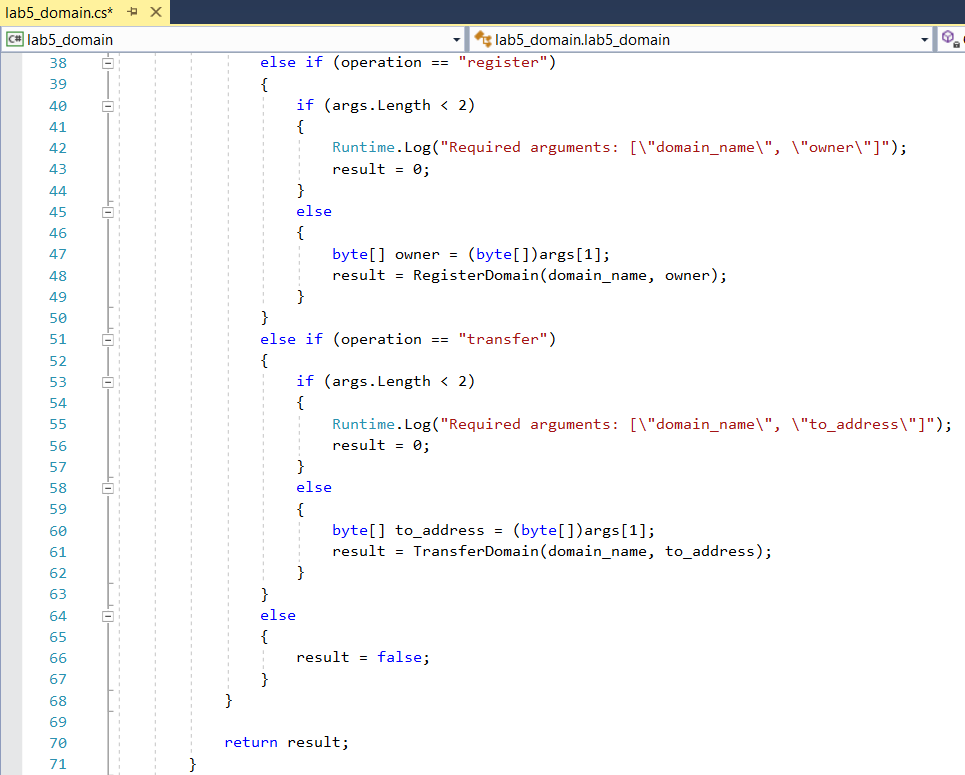 lab5_domain.cs*
C# lab5_domain lab5_domain.lab5_domain
38 else if (operation == "register")
39 {
40 if (args.Length < 2)
41 {
42 Runtime.Log("Required arguments: [\"domain_name\", \"owner\"]");
43 result = 0;
44 }
45 else
46 {
47 byte[] owner = (byte[])args[1];
48 result = RegisterDomain(domain_name, owner);
49 }
50 }
51 else if (operation == "transfer")
52 {
53 if (args.Length < 2)
54 {
55 Runtime.Log("Required arguments: [\"domain_name\", \"to_address\"]");
56 result = 0;
57 }
58 else
59 {
60 byte[] to_address = (byte[])args[1];
61 result = TransferDomain(domain_name, to_address);
62 }
63 }
64 else
65 {
66 result = false;
67 }
68 }
69
70 return result;
71 }